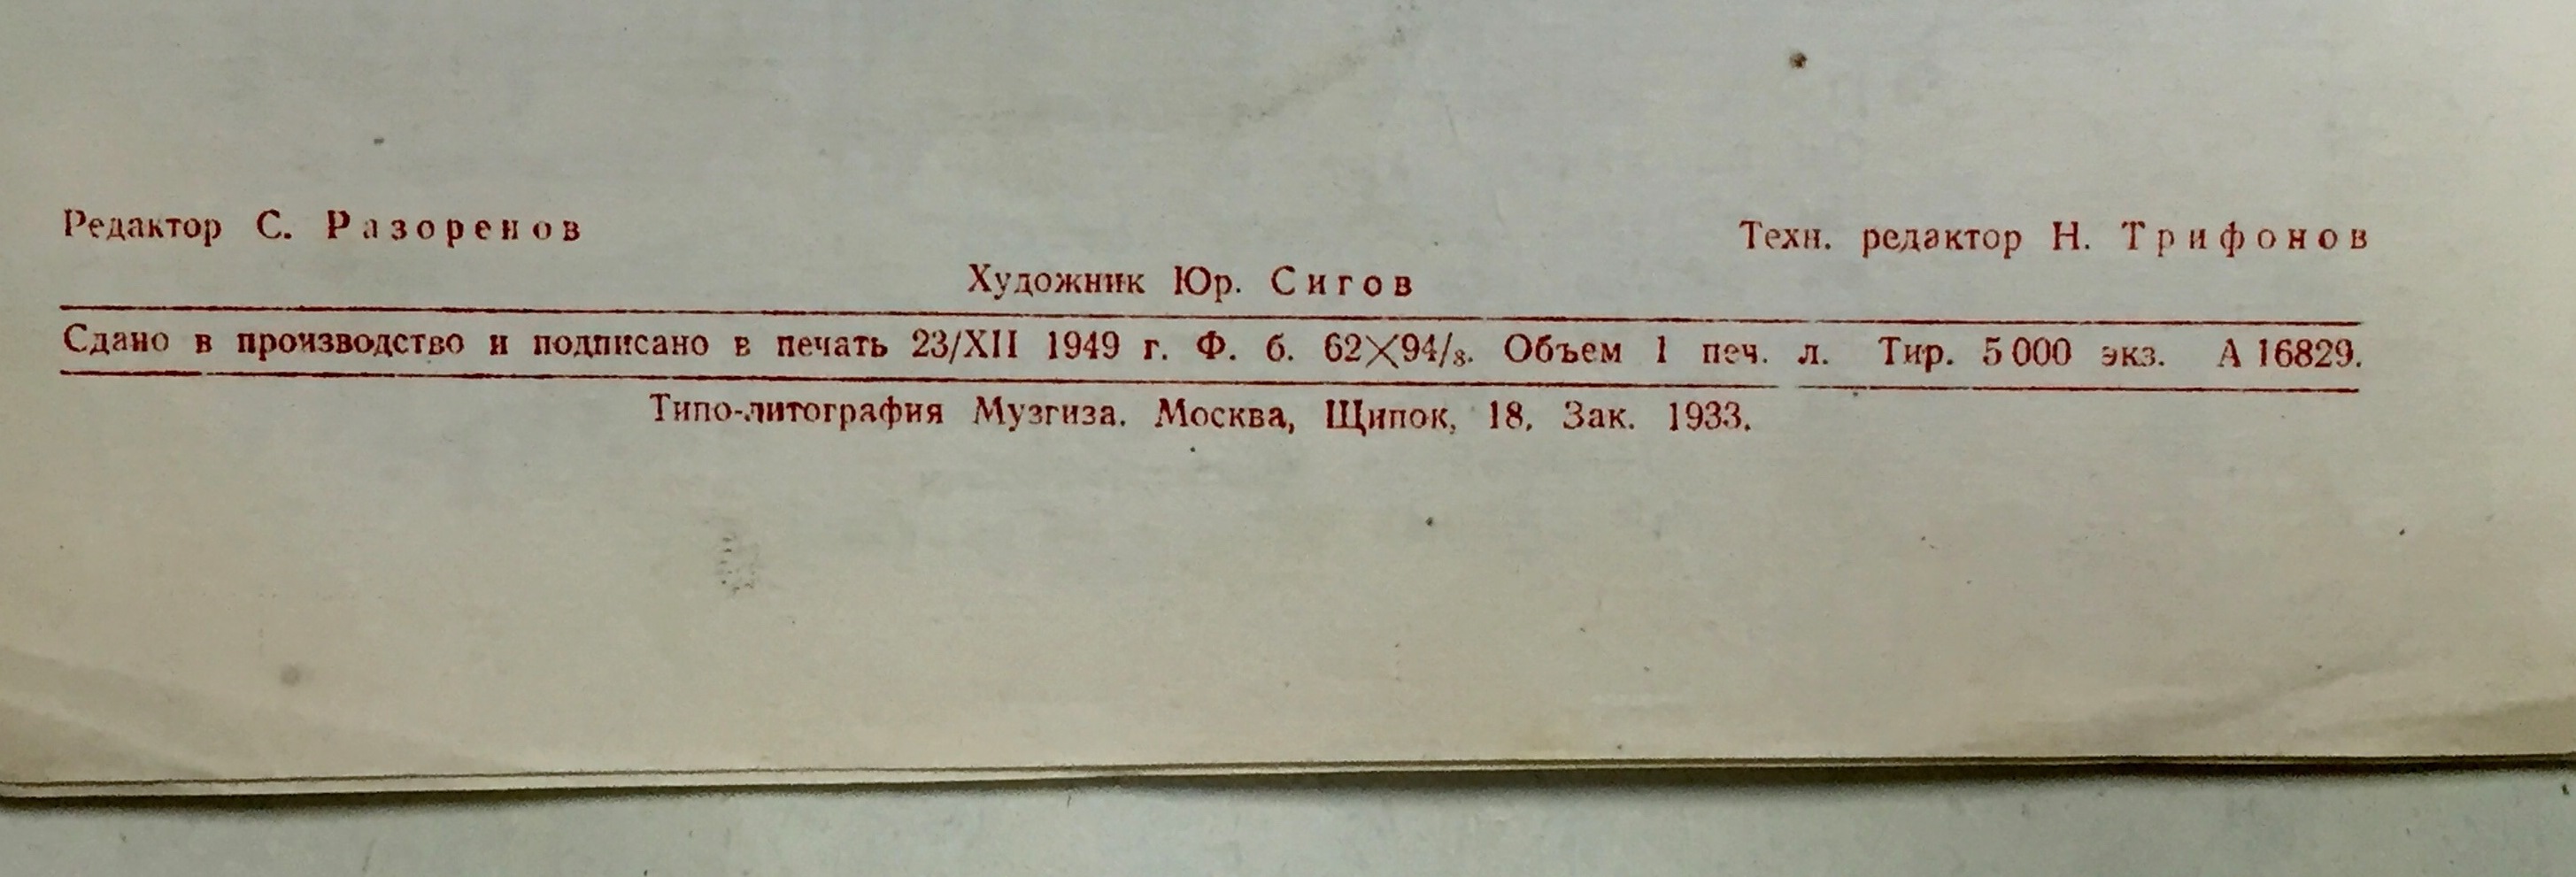 Редактор С. Разоренов
Техн. редактор Н. Трифонов
Художник Юр. Сигов
Сдано в производство и подписано в печать 23/XII 1949 г. Ф. б. 62×94/8. Объем 1 печ. л. Тир. 5 000 экз. А 16829.
Типо-литография Музгиза. Москва, Щипок, 18. Зак. 1933.